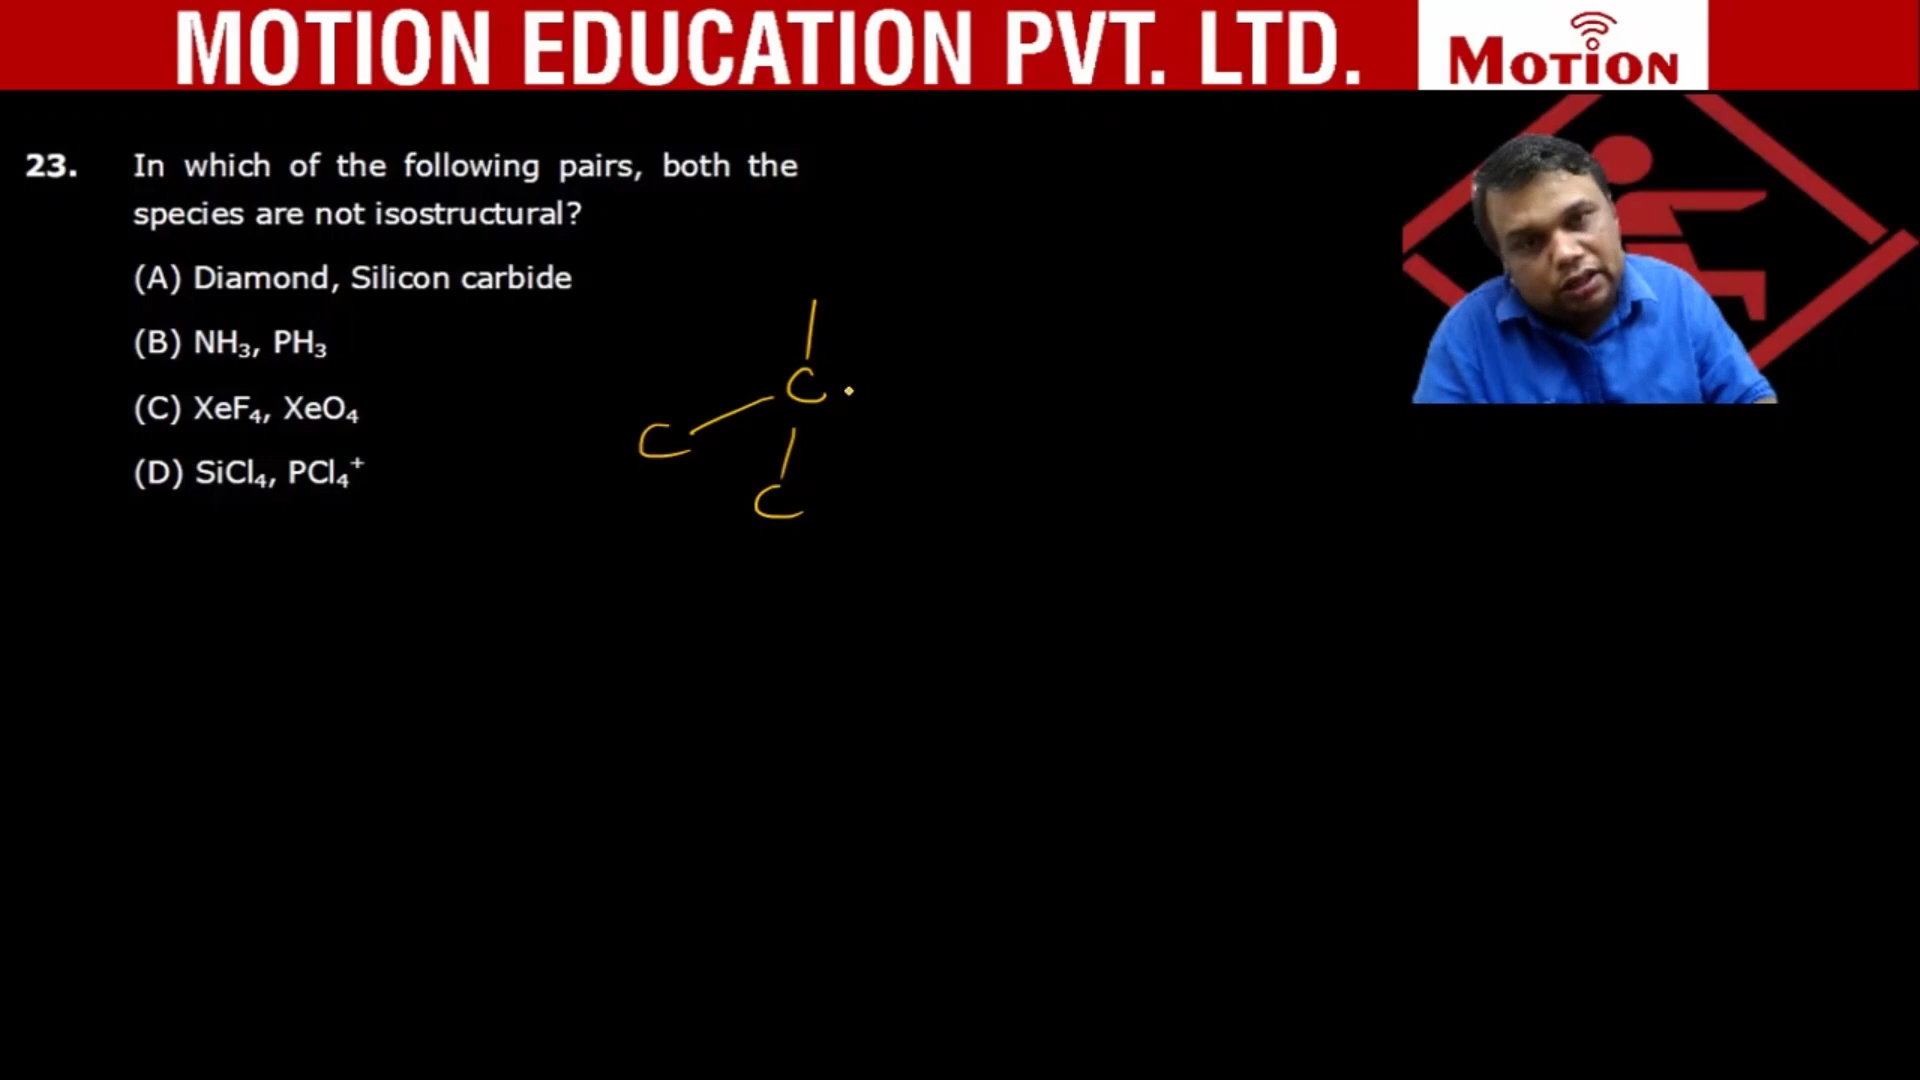 MOTION EDUCATION PVT. LTD.
MOTION
23. In which of the following pairs, both the
species are not isostructural?
(A) Diamond, Silicon carbide
(B) NH₃, PH₃
(C) XeF₄, XeO₄
(D) SiCl₄, PCl₄⁺
C
C
C